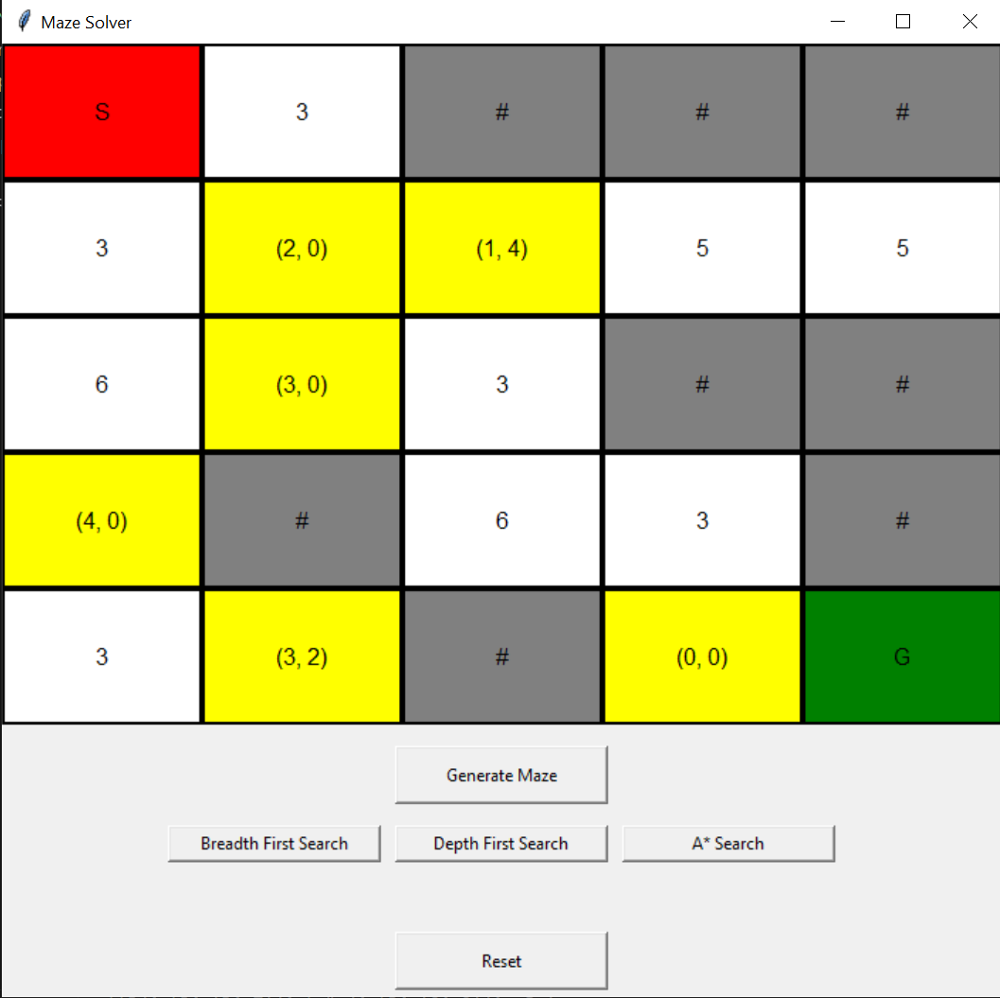 Maze Solver
S 3 # # #
3 (2, 0) (1, 4) 5 5
6 (3, 0) 3 # #
(4, 0) # 6 3 #
3 (3, 2) # (0, 0) G
Generate Maze
Breadth First Search Depth First Search A* Search
Reset